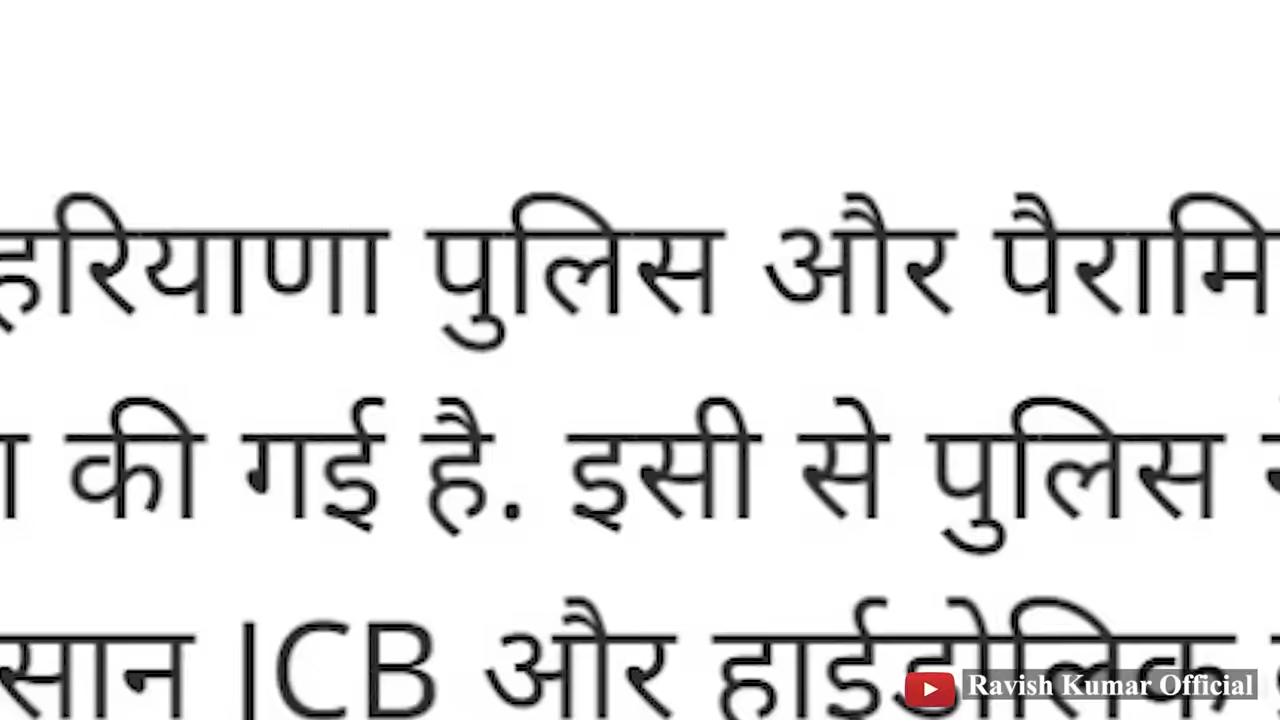 हरियाणा पुलिस और पैरामि
की गई है. इसी से पुलिस
सान JCB और हाईड्रोलिक
Ravish Kumar Official